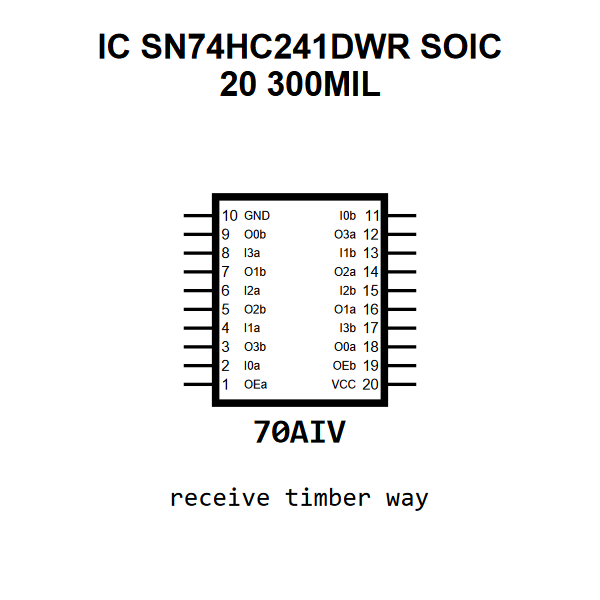 IC SN74HC241DWR SOIC
20 300MIL
10 GND I0b 11
9 O0b O3a 12
8 I3a I1b 13
7 O1b O2a 14
6 I2a I2b 15
5 O2b O1a 16
4 I1a I3b 17
3 O3b O0a 18
2 I0a OEb 19
1 OEa VCC 20
70AIV
receive timber way